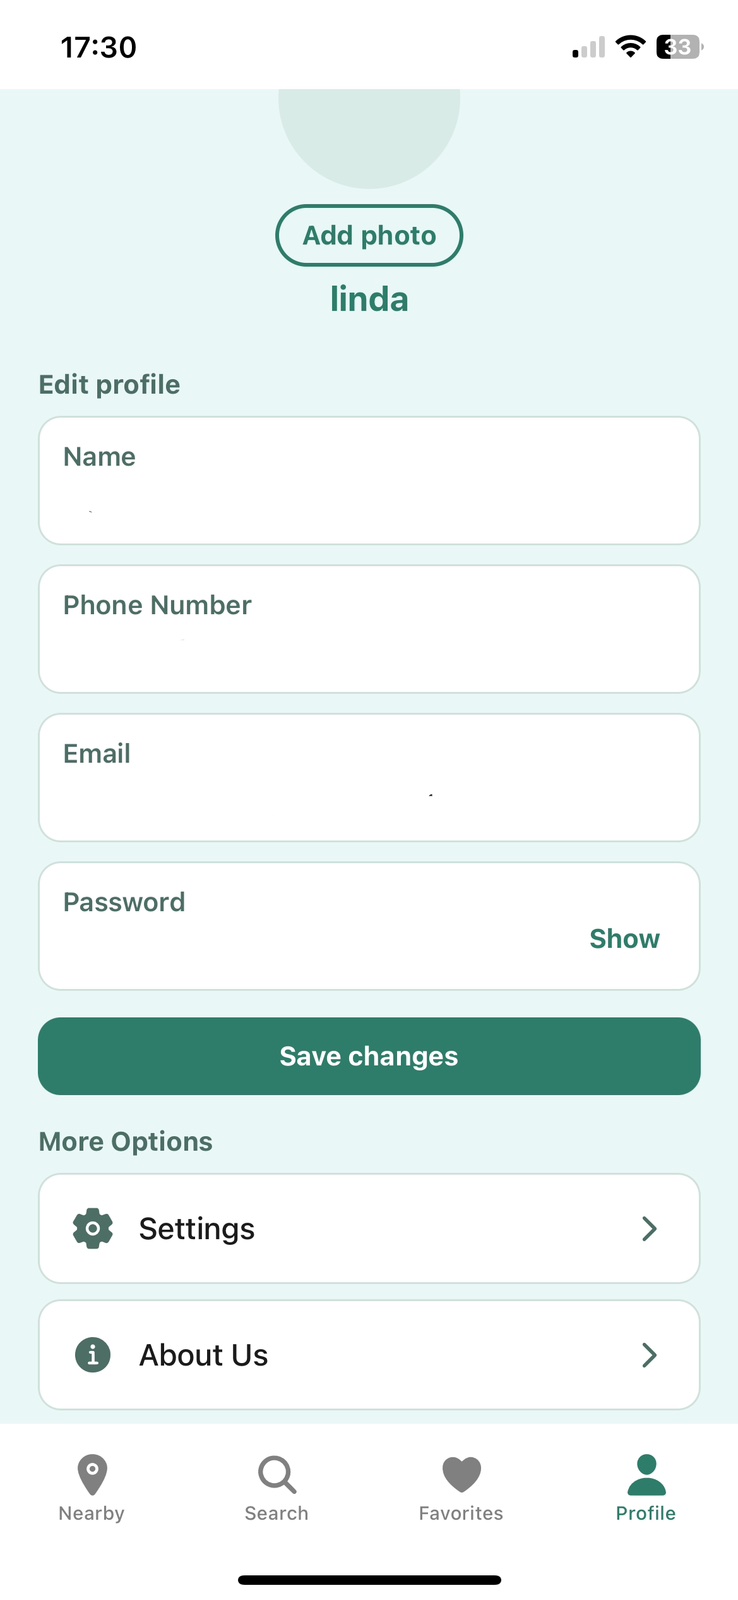 17:30
33
Add photo
linda
Edit profile
Name
Phone Number
Email
Password
Show
Save changes
More Options
Settings
About Us
Nearby
Search
Favorites
Profile